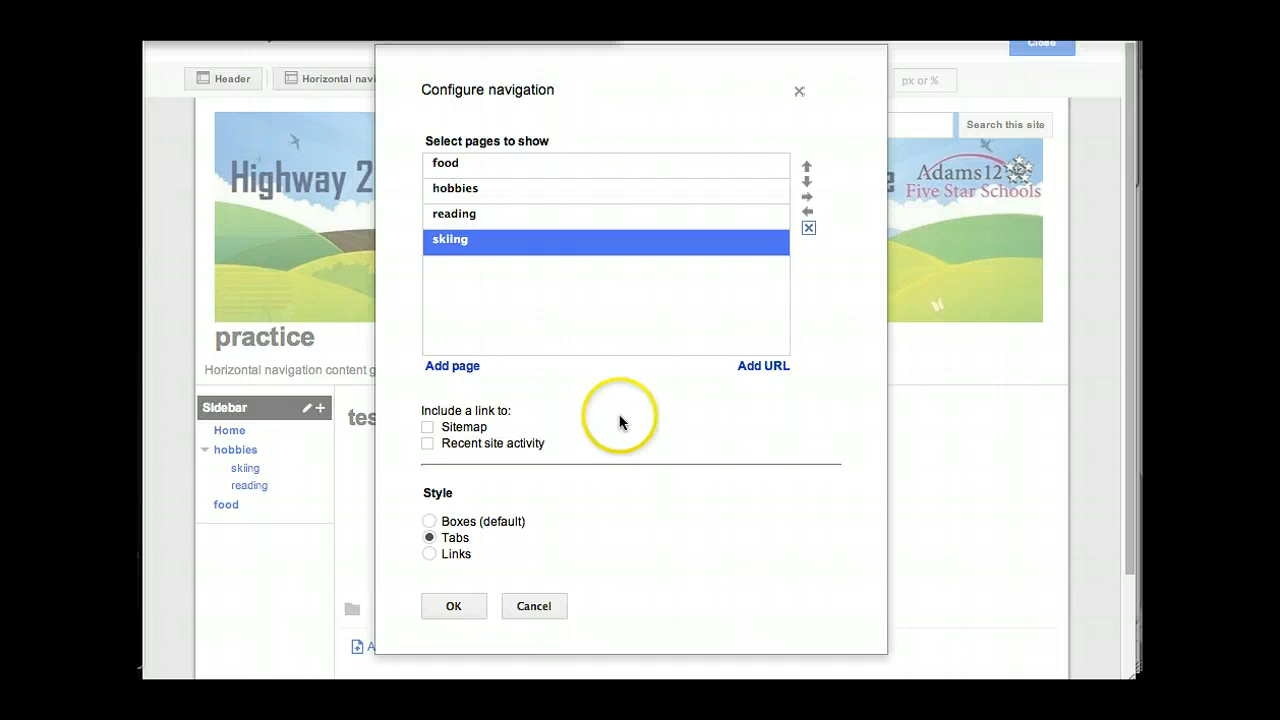 Close
Header
Horizontal navi
px or %
Configure navigation
Select pages to show
food
hobbies
reading
skiing
Add page
Add URL
Include a link to:
Sitemap
Recent site activity
Style
Boxes (default)
Tabs
Links
OK
Cancel
Search this site
Highway 2
Adams12
Five Star Schools
practice
Horizontal navigation content g
Sidebar
Home
hobbies
skiing
reading
food
tes
A